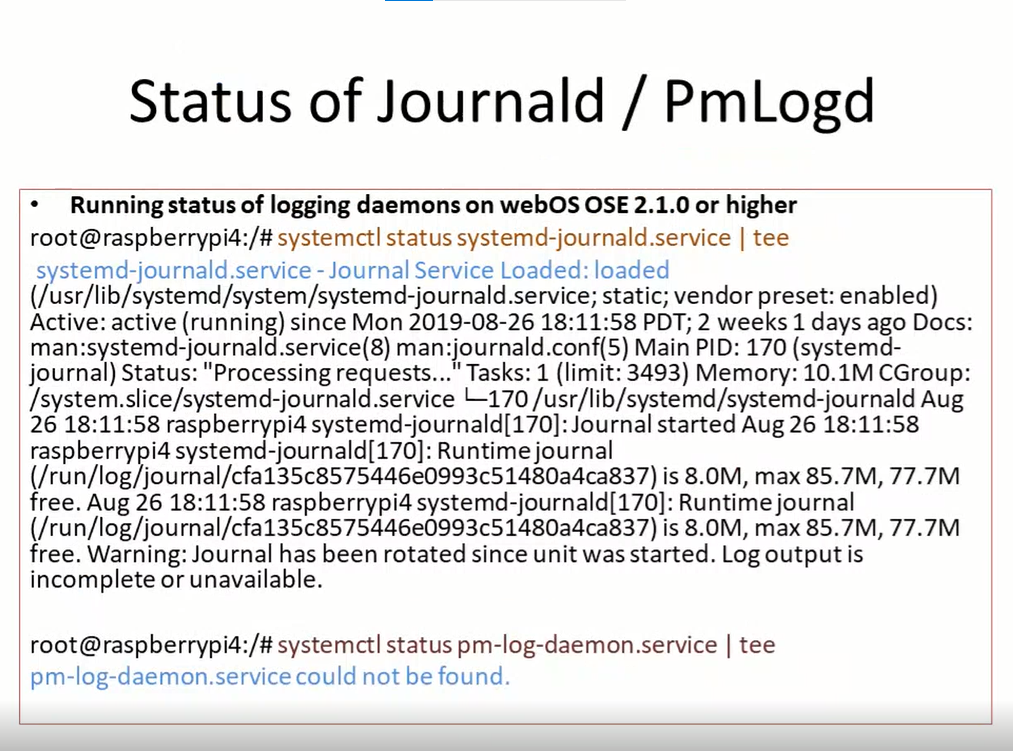 Status of Journald / PmLogd
• Running status of logging daemons on webOS OSE 2.1.0 or higher
root@raspberrypi4:/# systemctl status systemd-journald.service | tee
systemd-journald.service - Journal Service Loaded: loaded
(/usr/lib/systemd/system/systemd-journald.service; static; vendor preset: enabled)
Active: active (running) since Mon 2019-08-26 18:11:58 PDT; 2 weeks 1 days ago Docs:
man:systemd-journald.service(8) man:journald.conf(5) Main PID: 170 (systemd-
journal) Status: "Processing requests..." Tasks: 1 (limit: 3493) Memory: 10.1M CGroup:
/system.slice/systemd-journald.service └─170 /usr/lib/systemd/systemd-journald Aug
26 18:11:58 raspberrypi4 systemd-journald[170]: Journal started Aug 26 18:11:58
raspberrypi4 systemd-journald[170]: Runtime journal
(/run/log/journal/cfa135c8575446e0993c51480a4ca837) is 8.0M, max 85.7M, 77.7M
free. Aug 26 18:11:58 raspberrypi4 systemd-journald[170]: Runtime journal
(/run/log/journal/cfa135c8575446e0993c51480a4ca837) is 8.0M, max 85.7M, 77.7M
free. Warning: Journal has been rotated since unit was started. Log output is
incomplete or unavailable.
root@raspberrypi4:/# systemctl status pm-log-daemon.service | tee
pm-log-daemon.service could not be found.